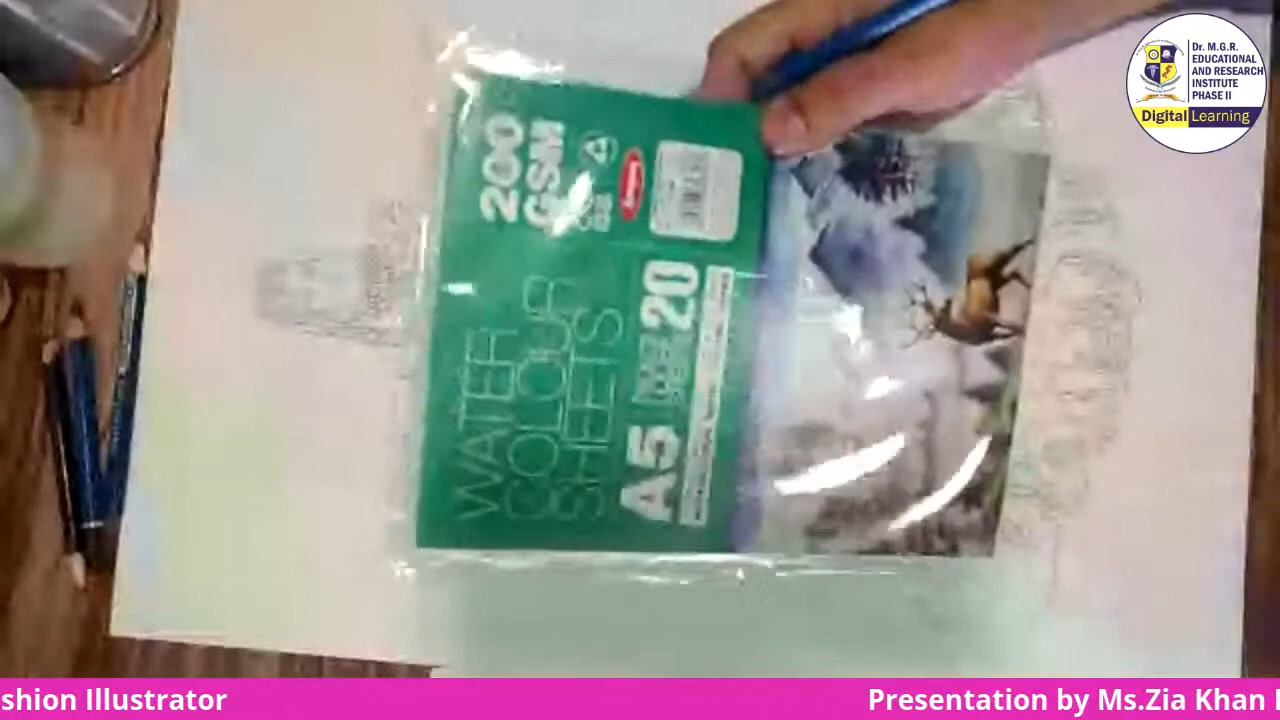 200
GSM
WATER
COLOUR
SHEETS
A5
20
Dr. M.G.R.
EDUCATIONAL
AND RESEARCH
INSTITUTE
PHASE II
Digital Learning
shion Illustrator
Presentation by Ms.Zia Khan